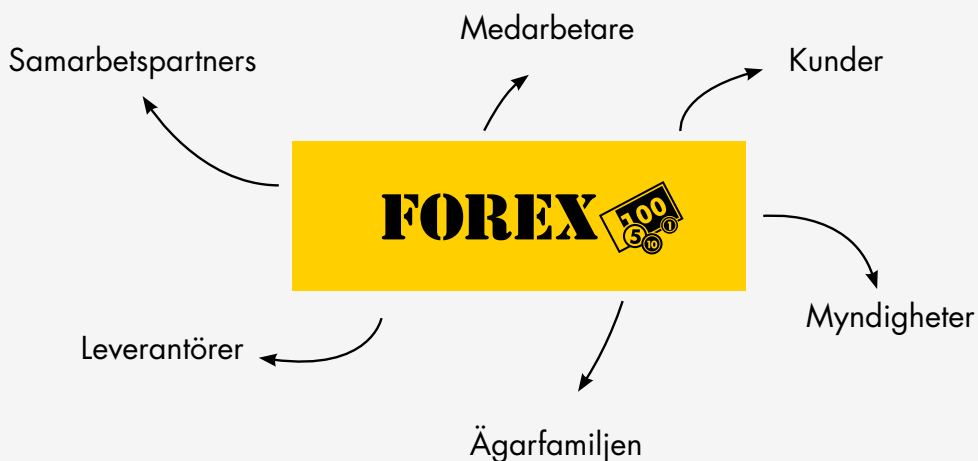 Medarbetare
Samarbetspartners
Kunder
FOREX
100
5
10
1
Myndigheter
Leverantörer
Ägarfamiljen